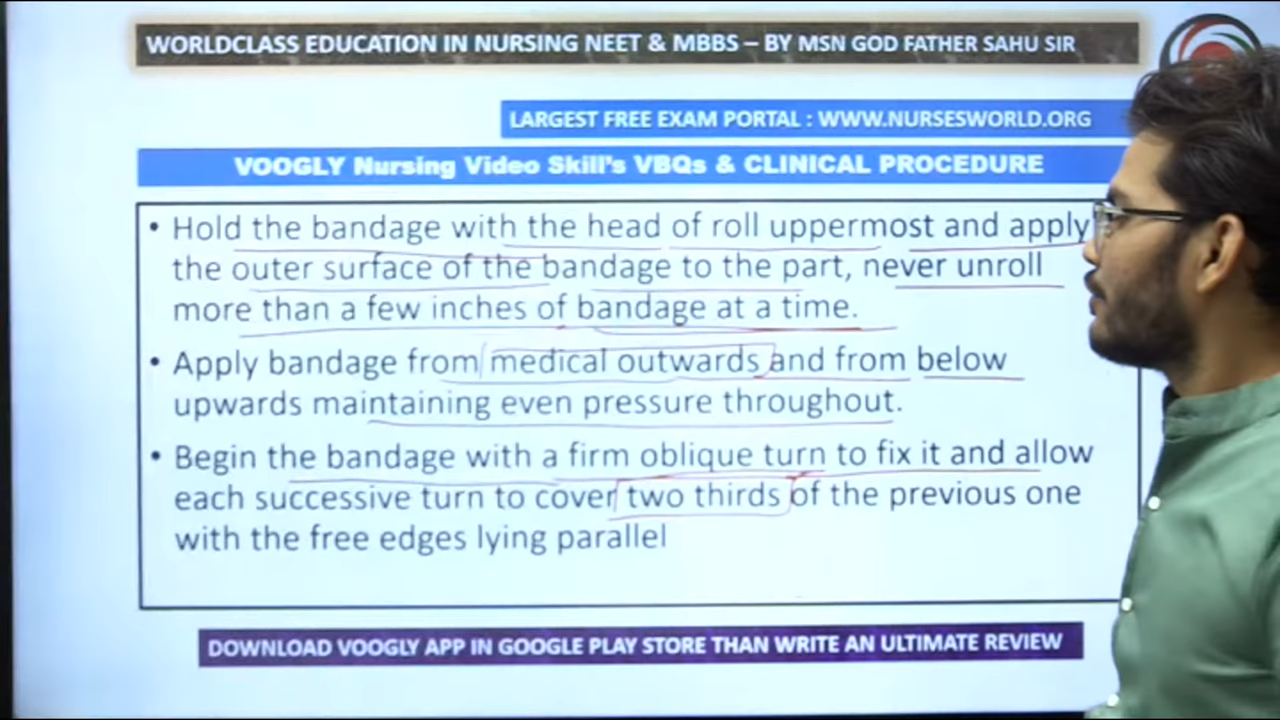 WORLDCLASS EDUCATION IN NURSING NEET & MBBS – BY MSN GOD FATHER SAHU SIR
LARGEST FREE EXAM PORTAL : WWW.NURSESWORLD.ORG
VOOGLY Nursing Video Skill's VBQs & CLINICAL PROCEDURE
• Hold the bandage with the head of roll uppermost and apply
the outer surface of the bandage to the part, never unroll
more than a few inches of bandage at a time.
• Apply bandage from medical outwards and from below
upwards maintaining even pressure throughout.
• Begin the bandage with a firm oblique turn to fix it and allow
each successive turn to cover two thirds of the previous one
with the free edges lying parallel
DOWNLOAD VOOGLY APP IN GOOGLE PLAY STORE THAN WRITE AN ULTIMATE REVIEW